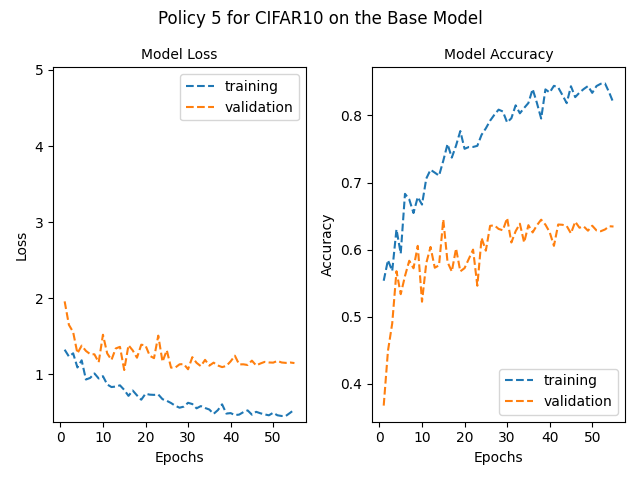 Policy 5 for CIFAR10 on the Base Model
Model Loss
5
4
3
2
1
Loss
0 10 20 30 40 50
Epochs
training
validation
Model Accuracy
0.8
0.7
0.6
0.5
0.4
Accuracy
0 10 20 30 40 50
Epochs
training
validation